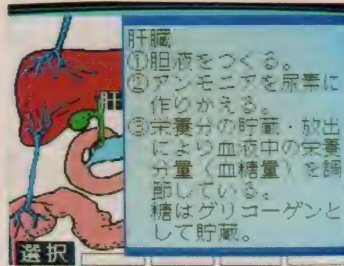 肝臓
①胆液をつくる。
②アンモニアを尿素に
作りかえる。
③栄養分の貯蔵・放出
により血液中の栄養
分量（血糖量）を調
節している。
糖はグリコーゲンと
して貯蔵。
肝
選択